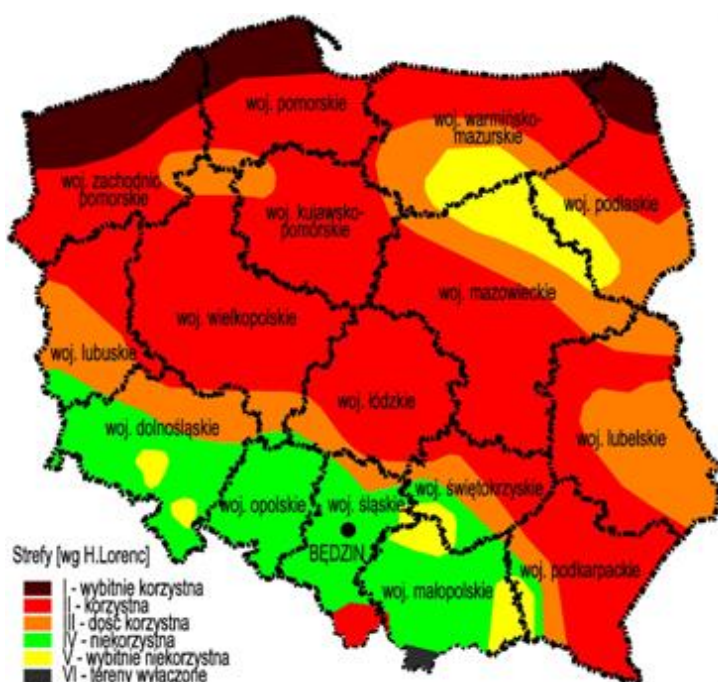 woj. pomorskie
woj. warmińsko-
mazurskie
woj. zachodnio
pomorskie
woj. kujawsko-
pomorskie
woj. podlaskie
woj. mazowieckie
woj. wielkopolskie
woj. lubuskie
woj. łódzkie
woj. dolnośląskie
woj. lubelskie
woj. opolskie
woj. śląskie
woj. świętokrzyskie
BĘDZIN
woj. małopolskie
woj. podkarpackie
Strefy [wg H.Lorenc]
I - wybitnie korzystna
II - korzystna
III - dość korzystna
IV - niekorzystna
V - wybitnie niekorzystna
VI - tereny wyłączone